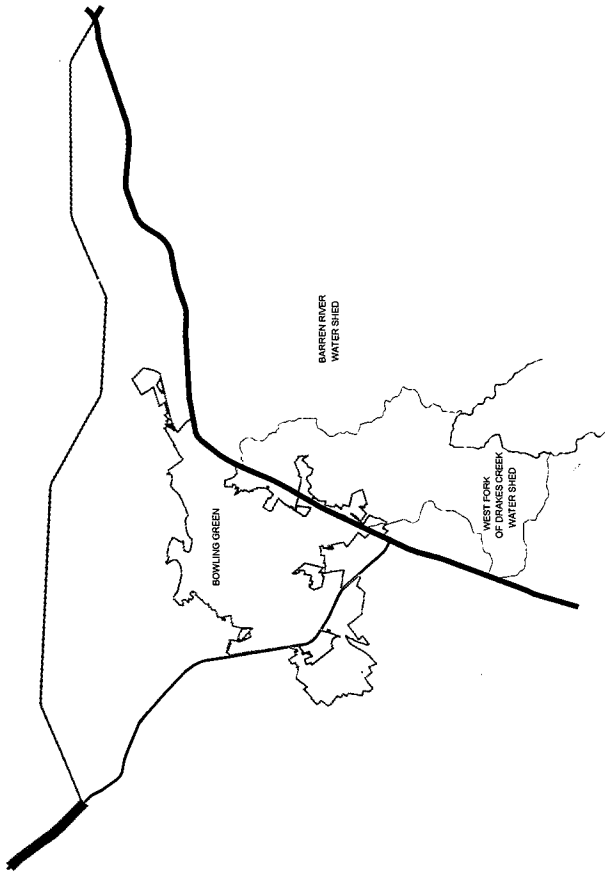 BOWLING GREEN
BARREN RIVER
WATER SHED
WEST FORK
OF DRAKES CREEK
WATER SHED